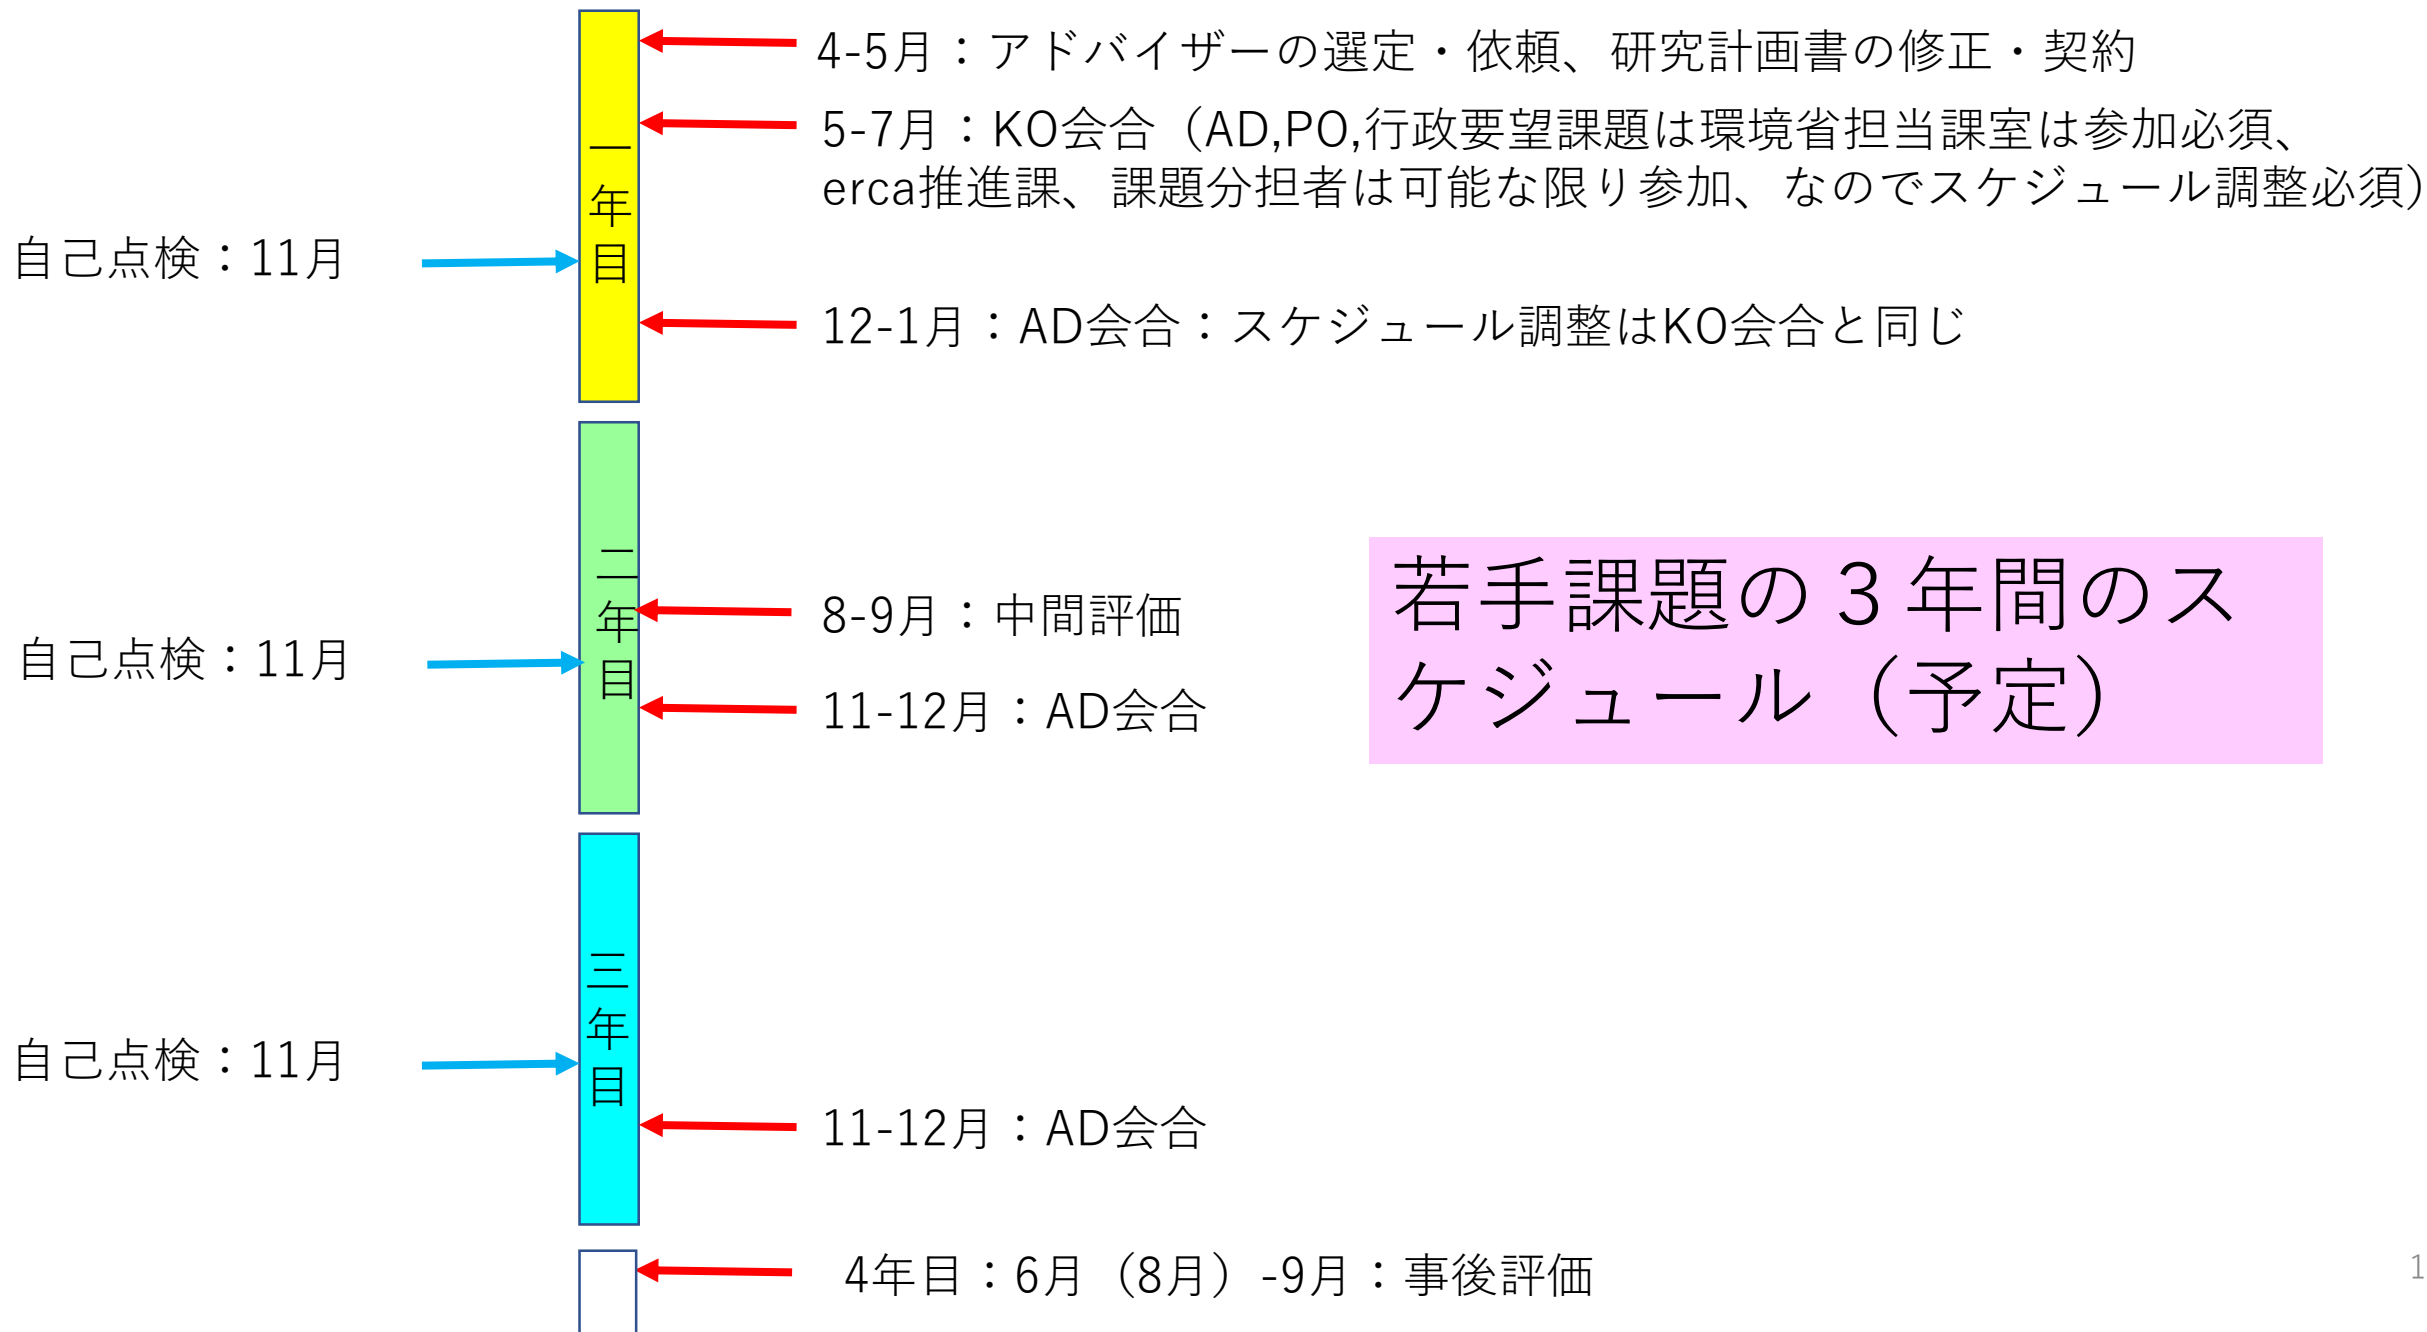 4-5月：アドバイザーの選定・依頼、研究計画書の修正・契約
5-7月：KO会合（AD,PO,行政要望課題は環境省担当課室は参加必須、
erca推進課、課題分担者は可能な限り参加、なのでスケジュール調整必須）
一年目
自己点検：11月
12-1月：AD会合：スケジュール調整はKO会合と同じ
二年目
8-9月：中間評価
自己点検：11月
11-12月：AD会合
若手課題の３年間のス
ケジュール（予定）
三年目
自己点検：11月
11-12月：AD会合
4年目：6月（8月）-9月：事後評価
1